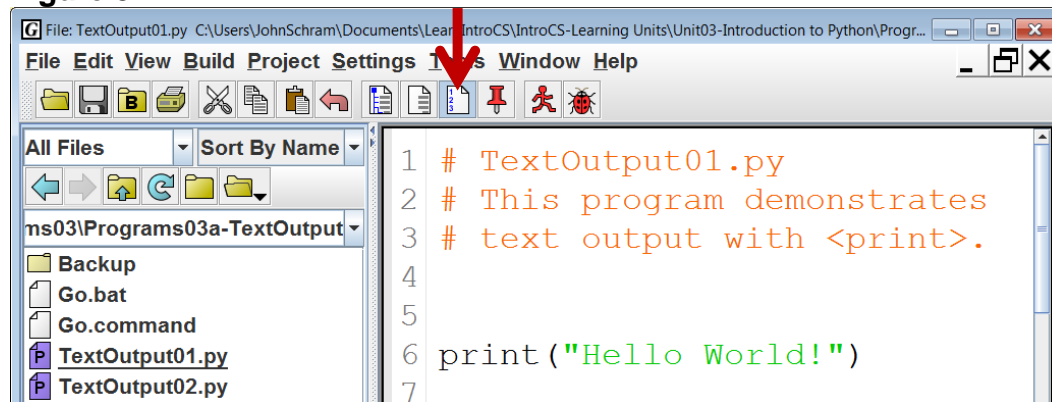 File: TextOutput01.py C:\Users\JohnSchram\Documents\Lear IntroCS\IntroCS-Learning Units\Unit03-Introduction to Python\Progr...
File Edit View Build Project Settings Window Help
All Files Sort By Name
ms03\Programs03a-TextOutput
Backup
Go.bat
Go.command
TextOutput01.py
TextOutput02.py
1 # TextOutput01.py
2 # This program demonstrates
3 # text output with <print>.
4
5
6 print("Hello World!")
7